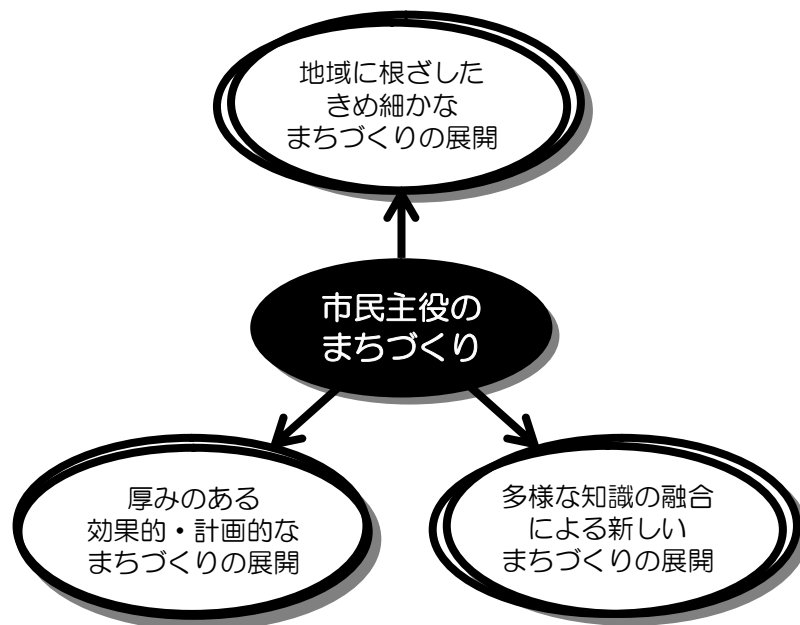 地域に根ざした
きめ細かな
まちづくりの展開
市民主役の
まちづくり
厚みのある
効果的・計画的な
まちづくりの展開
多様な知識の融合
による新しい
まちづくりの展開